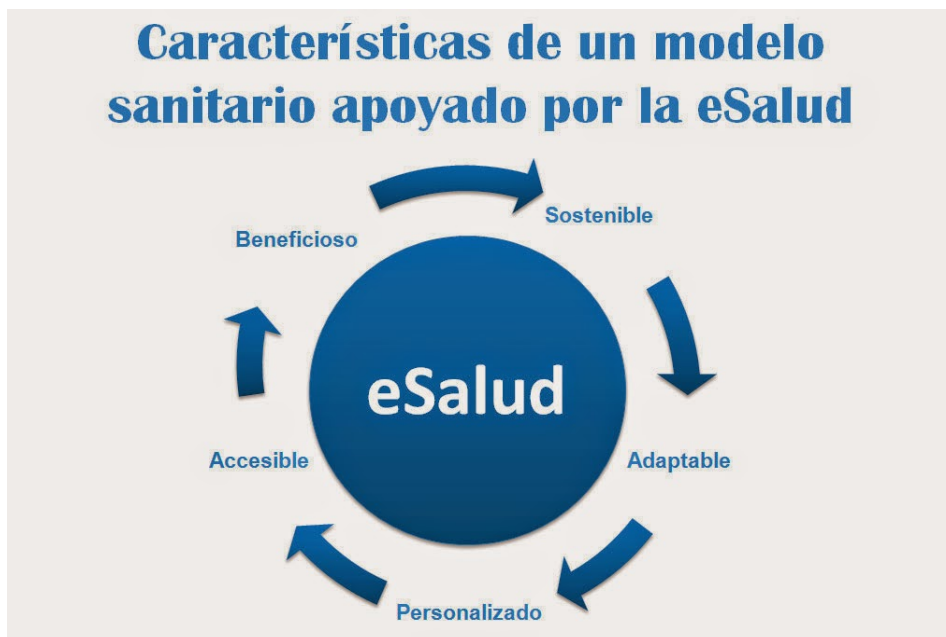 Características de un modelo
sanitario apoyado por la eSalud
Sostenible
Beneficioso
eSalud
Accesible
Adaptable
Personalizado